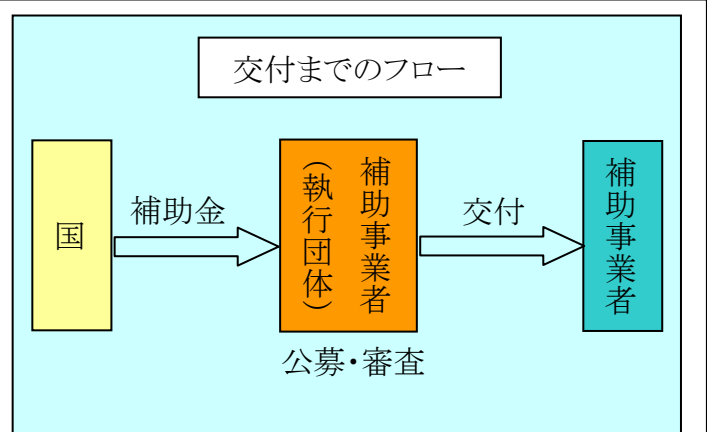 交付までのフロー
国
補助金
補助事業者
（執行団体）
交付
補助事業者
公募・審査